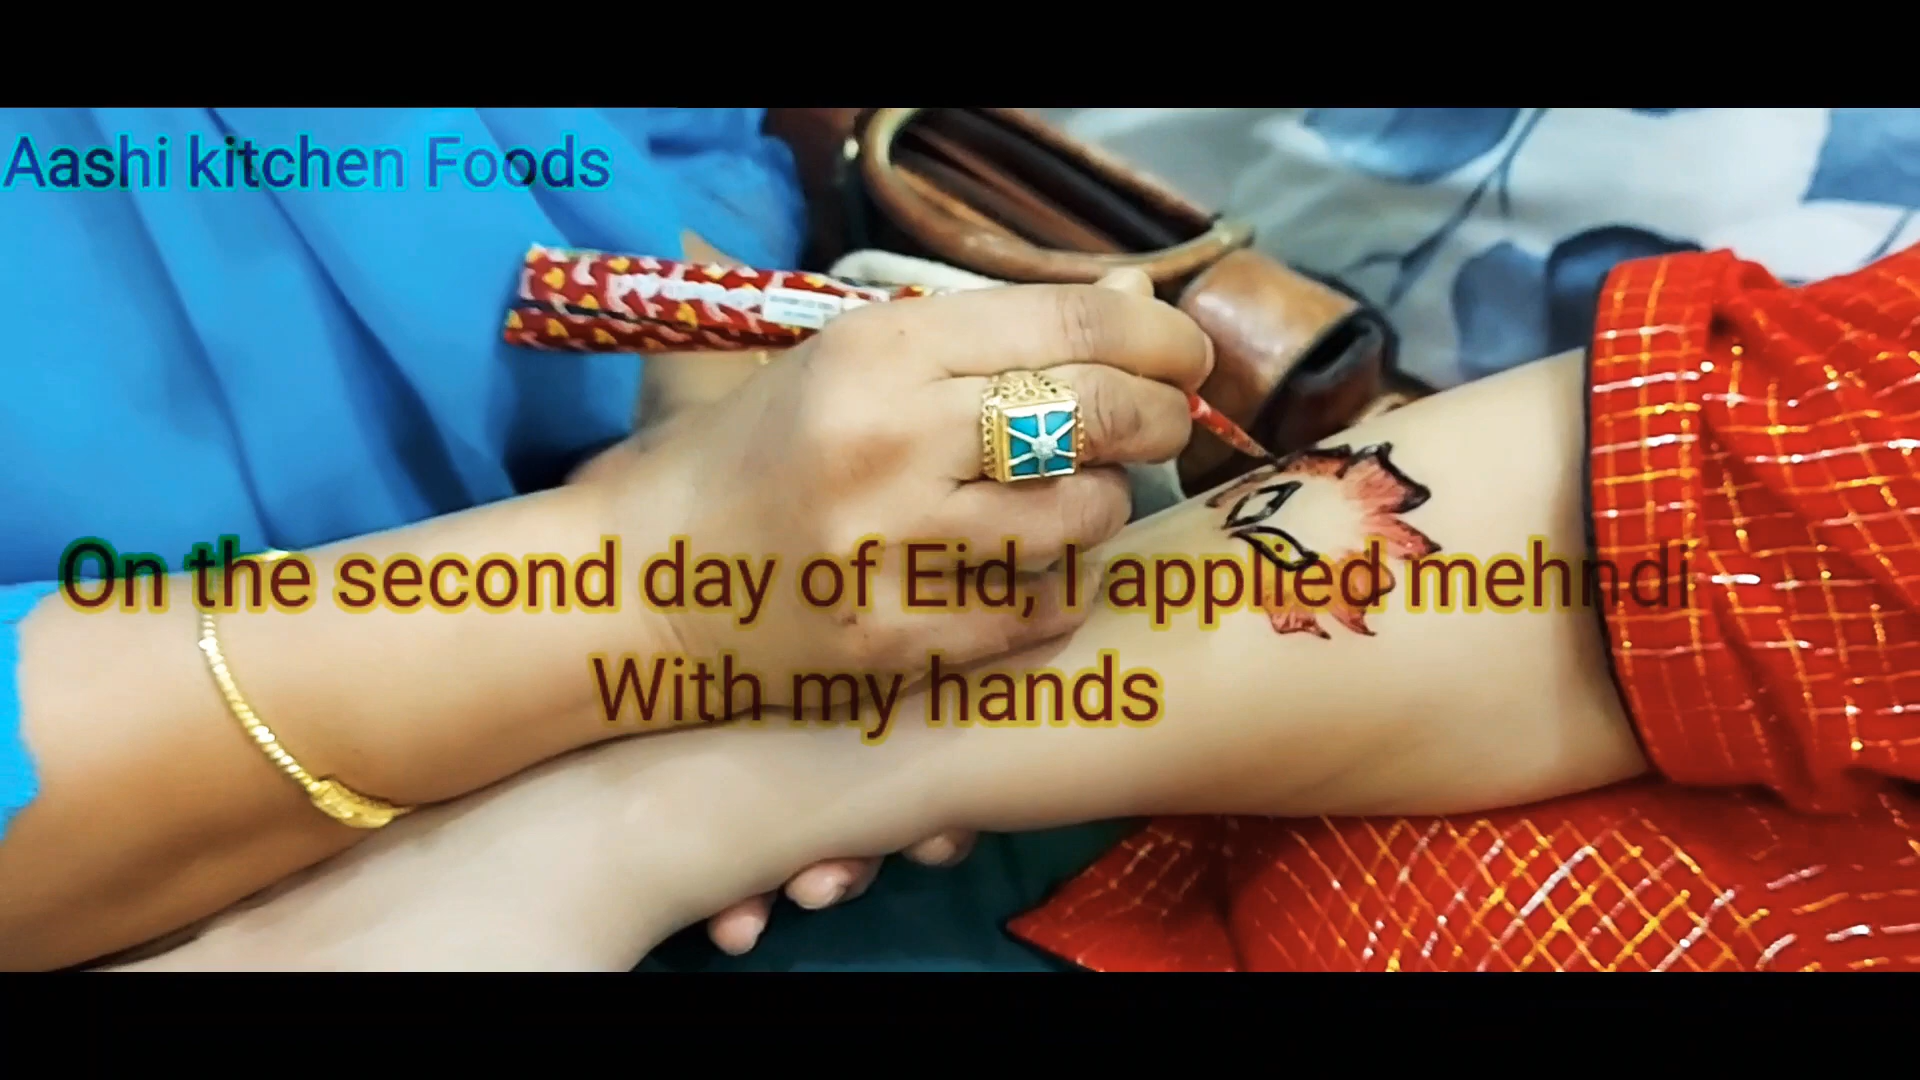 Aashi kitchen Foods
On the second day of Eid, I applied mehndi
With my hands